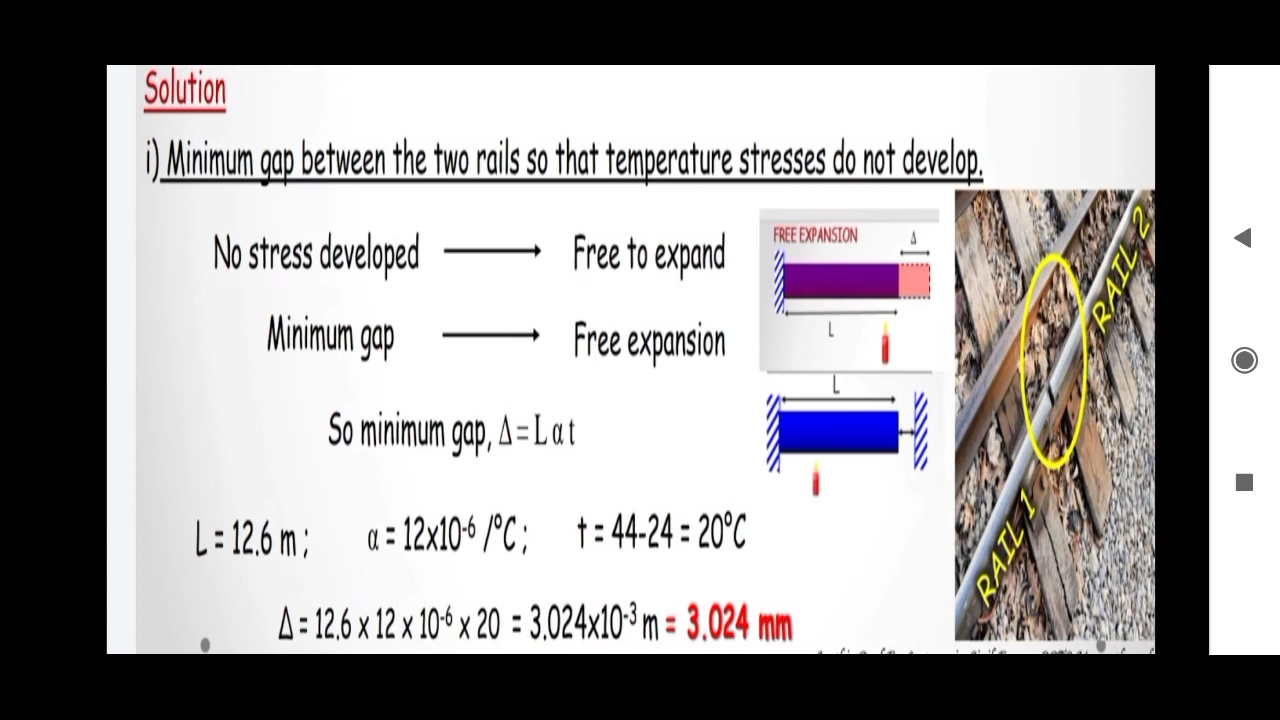 Solution
i) Minimum gap between the two rails so that temperature stresses do not develop.
No stress developed → Free to expand
Minimum gap → Free expansion
So minimum gap, Δ = L α t
L = 12.6 m ; α = 12x10⁻⁶ /°C ; t = 44-24 = 20°C
Δ = 12.6 x 12 x 10⁻⁶ x 20 = 3.024x10⁻³ m = 3.024 mm
FREE EXPANSION
Δ
L
L
RAIL 1
RAIL 2